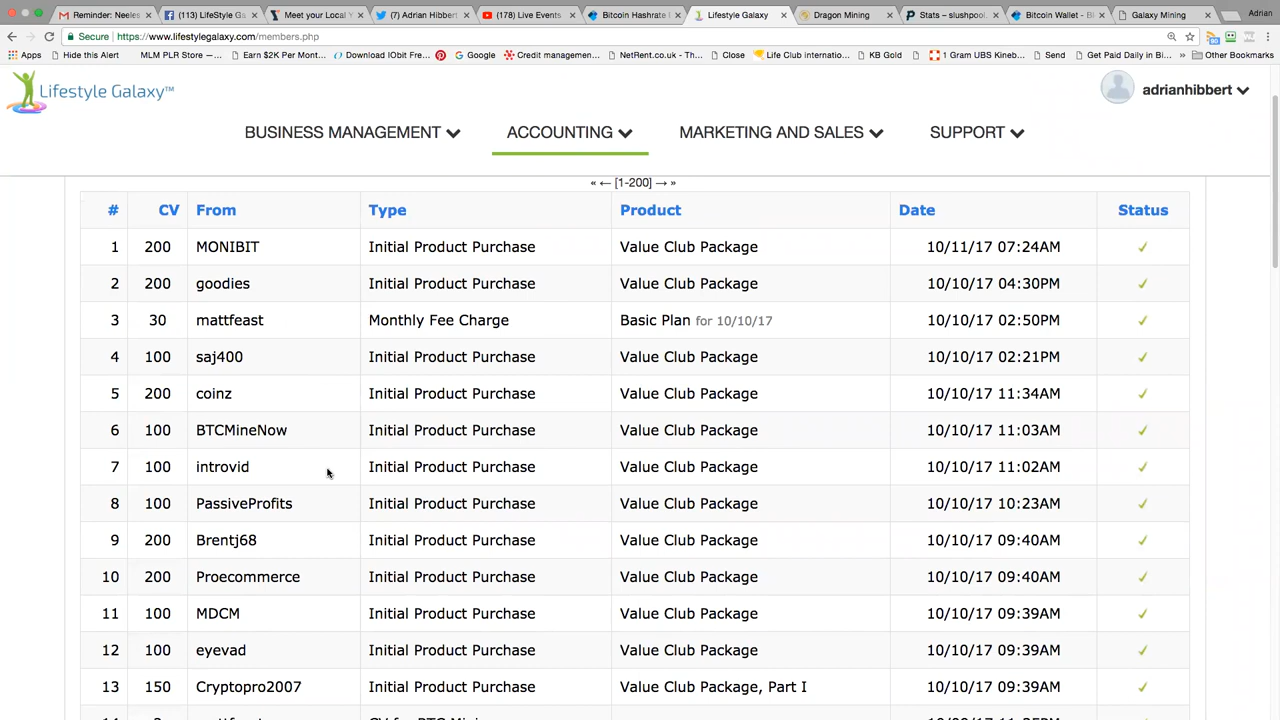 Reminder: Neeles
(113) LifeStyle Ga
Meet your Local Y
(7) Adrian Hibbert
(178) Live Events
Bitcoin Hashrate
Lifestyle Galaxy
Dragon Mining
Stats – slushpool.
Bitcoin Wallet - Bi
Galaxy Mining
Adrian
Secure https://www.lifestylegalaxy.com/members.php
Apps
Hide this Alert
MLM PLR Store —...
Earn $2K Per Mont...
Download IObit Fre...
Google
Credit managemen...
NetRent.co.uk - Th...
Close
Life Club internatio...
KB Gold
1 Gram UBS Kineb...
Send
Get Paid Daily in Bi...
»
Other Bookmarks
Lifestyle Galaxy™
adrianhibbert
BUSINESS MANAGEMENT ACCOUNTING MARKETING AND SALES SUPPORT
« ← [1-200] → »
# CV From Type Product Date Status
1 200 MONIBIT Initial Product Purchase Value Club Package 10/11/17 07:24AM ✓
2 200 goodies Initial Product Purchase Value Club Package 10/10/17 04:30PM ✓
3 30 mattfeast Monthly Fee Charge Basic Plan for 10/10/17 10/10/17 02:50PM ✓
4 100 saj400 Initial Product Purchase Value Club Package 10/10/17 02:21PM ✓
5 200 coinz Initial Product Purchase Value Club Package 10/10/17 11:34AM ✓
6 100 BTCMineNow Initial Product Purchase Value Club Package 10/10/17 11:03AM ✓
7 100 introvid Initial Product Purchase Value Club Package 10/10/17 11:02AM ✓
8 100 PassiveProfits Initial Product Purchase Value Club Package 10/10/17 10:23AM ✓
9 200 Brentj68 Initial Product Purchase Value Club Package 10/10/17 09:40AM ✓
10 200 Proecommerce Initial Product Purchase Value Club Package 10/10/17 09:40AM ✓
11 100 MDCM Initial Product Purchase Value Club Package 10/10/17 09:39AM ✓
12 100 eyevad Initial Product Purchase Value Club Package 10/10/17 09:39AM ✓
13 150 Cryptopro2007 Initial Product Purchase Value Club Package, Part I 10/10/17 09:39AM ✓